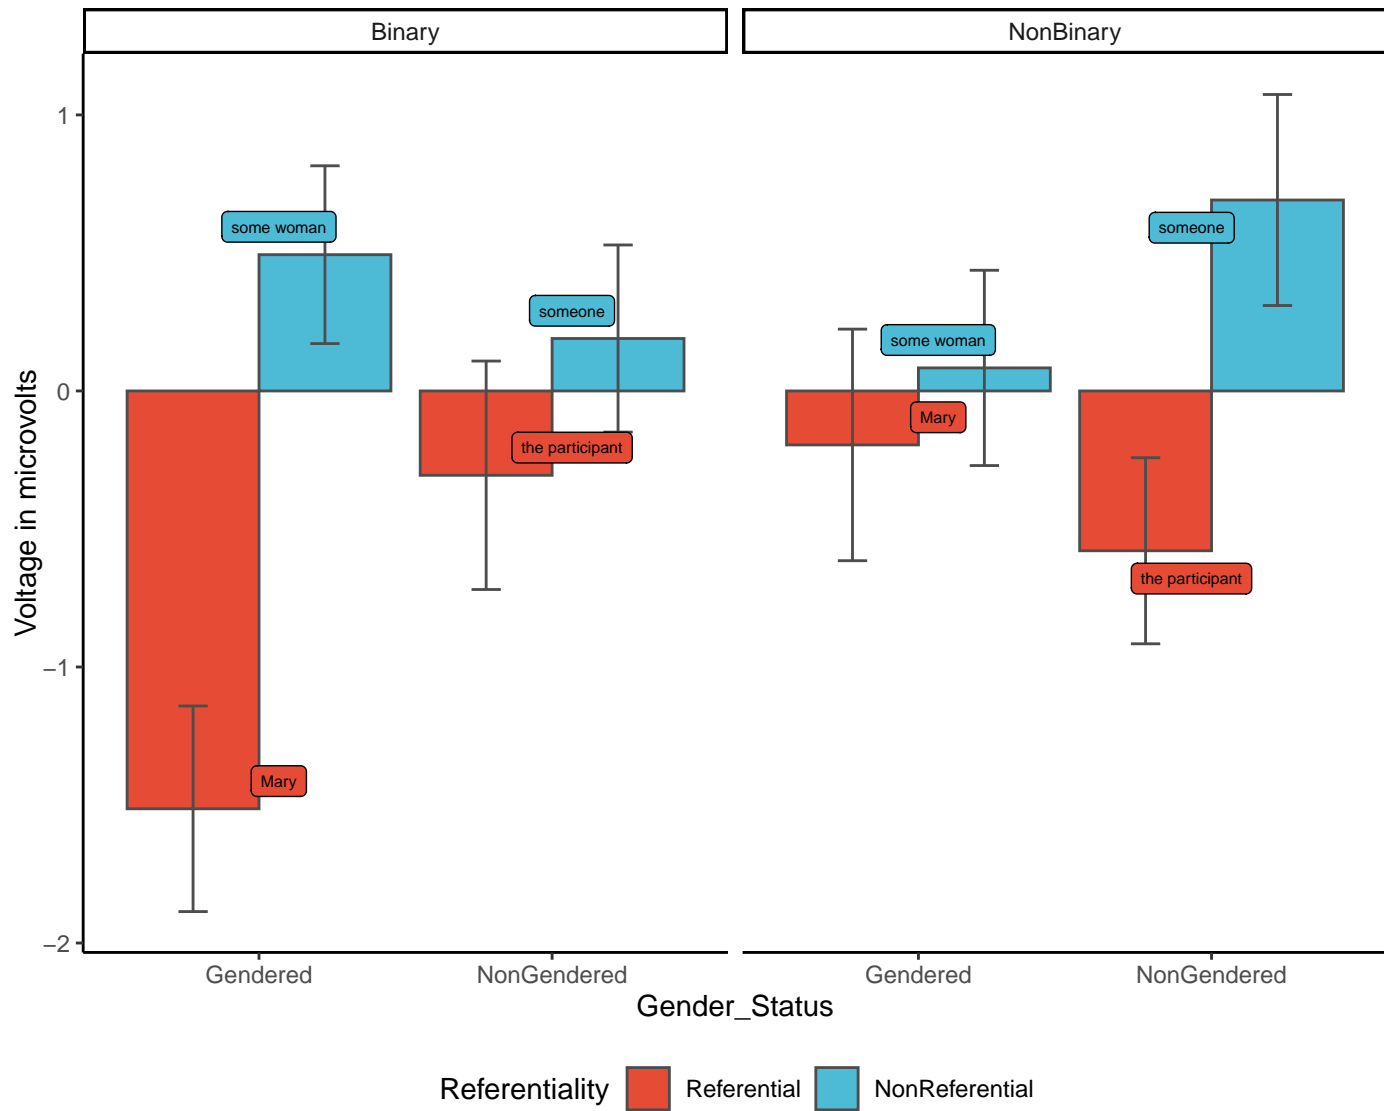 Binary
NonBinary
Voltage in microvolts
1
0
−1
−2
some woman
someone
the participant
Mary
someone
some woman
Mary
the participant
Gendered
NonGendered
Gendered
NonGendered
Gender_Status
Referentiality Referential NonReferential